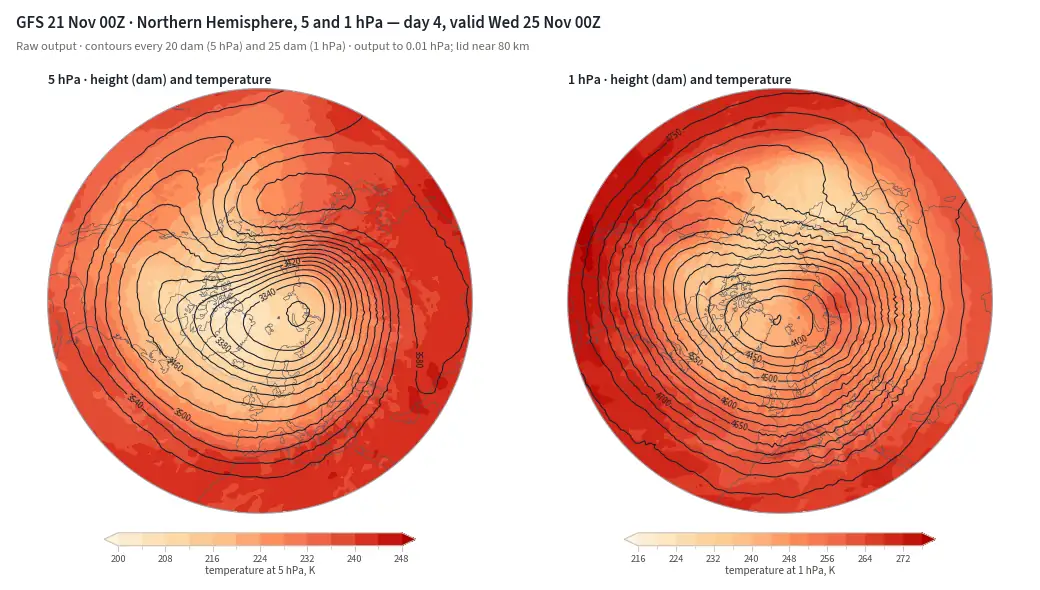 GFS 21 Nov 00Z · Northern Hemisphere, 5 and 1 hPa — day 4, valid Wed 25 Nov 00Z
Raw output · contours every 20 dam (5 hPa) and 25 dam (1 hPa) · output to 0.01 hPa; lid near 80 km
5 hPa · height (dam) and temperature
1 hPa · height (dam) and temperature
4750
3420
3340
3380
3460
3540
3500
3580
4400
4450
4500
4550
4600
4650
200 208 216 224 232 240 248
temperature at 5 hPa, K
216 224 232 240 248 256 264 272
temperature at 1 hPa, K